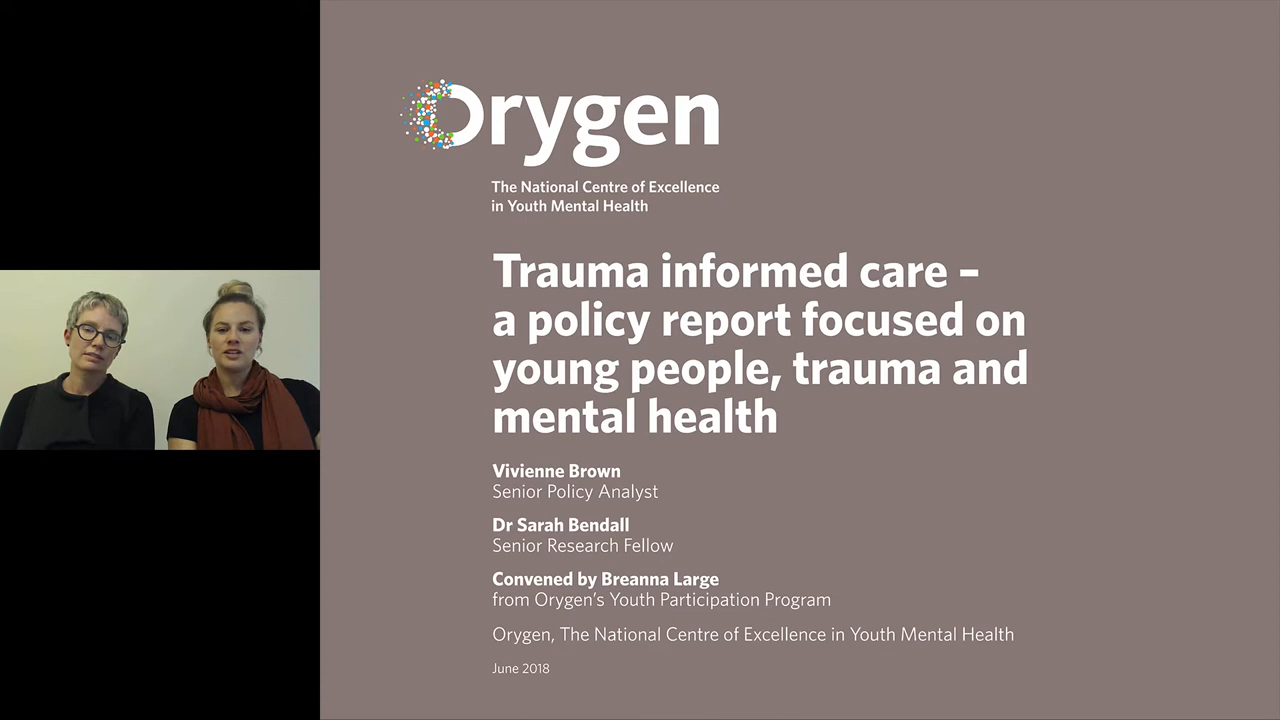 Orygen
The National Centre of Excellence
in Youth Mental Health
Trauma informed care –
a policy report focused on
young people, trauma and
mental health
Vivienne Brown
Senior Policy Analyst
Dr Sarah Bendall
Senior Research Fellow
Convened by Breanna Large
from Orygen's Youth Participation Program
Orygen, The National Centre of Excellence in Youth Mental Health
June 2018